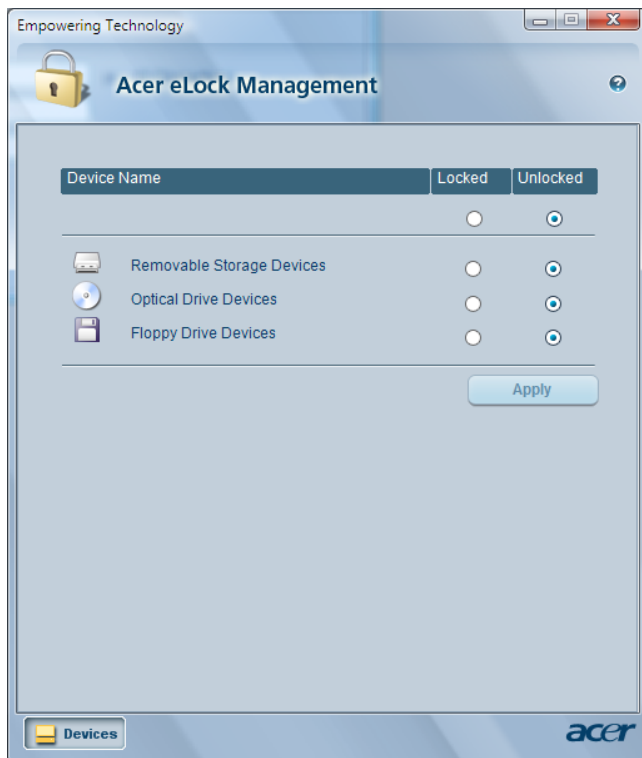 Empowering Technology
Acer eLock Management
Device Name Locked Unlocked
Removable Storage Devices
Optical Drive Devices
Floppy Drive Devices
Apply
Devices
acer